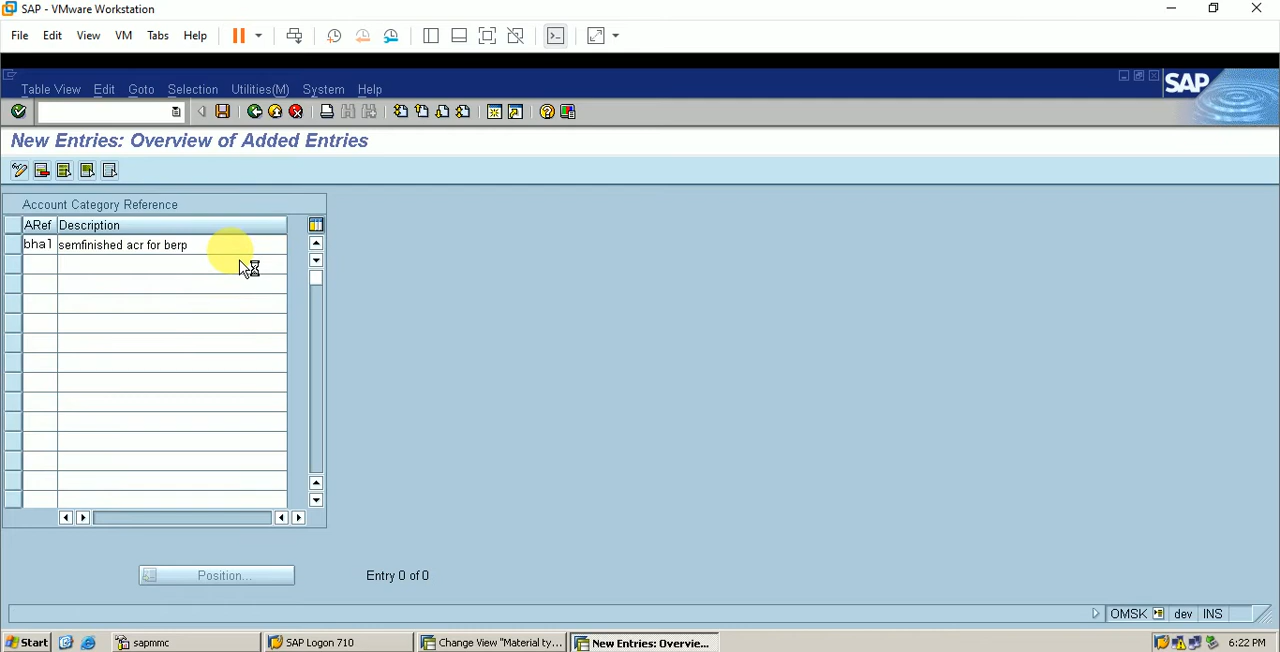 SAP - VMware Workstation
File Edit View VM Tabs Help
Table View Edit Goto Selection Utilities(M) System Help
SAP
New Entries: Overview of Added Entries
Account Category Reference
ARef Description
bhal semfinished acr for berp
Position... Entry 0 of 0
OMSK dev INS
Start sapmmc SAP Logon 710 Change View "Material ty... New Entries: Overvie... 6:22 PM